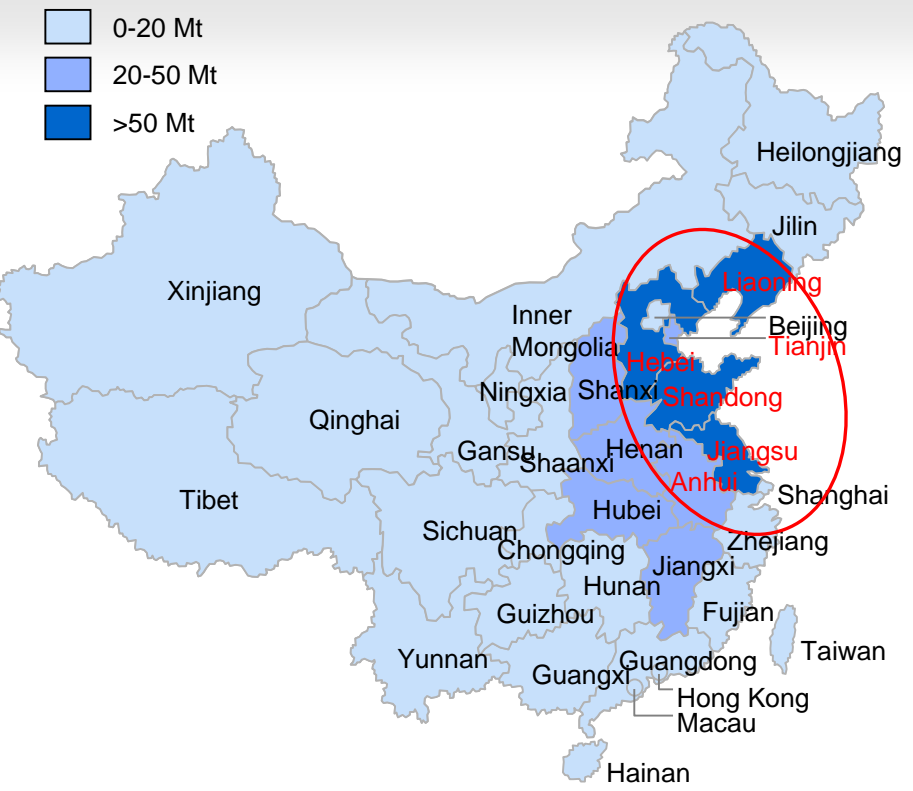 0-20 Mt
20-50 Mt
>50 Mt
Heilongjiang
Jilin
Xinjiang
Liaoning
Inner
Mongolia
Beijing
Tianjin
Hebei
Ningxia
Shanxi
Shandong
Qinghai
Gansu
Shaanxi
Henan
Jiangsu
Anhui
Tibet
Shanghai
Hubei
Sichuan
Chongqing
Zhejiang
Jiangxi
Hunan
Guizhou
Fujian
Yunnan
Guangxi
Guangdong
Taiwan
Hong Kong
Macau
Hainan